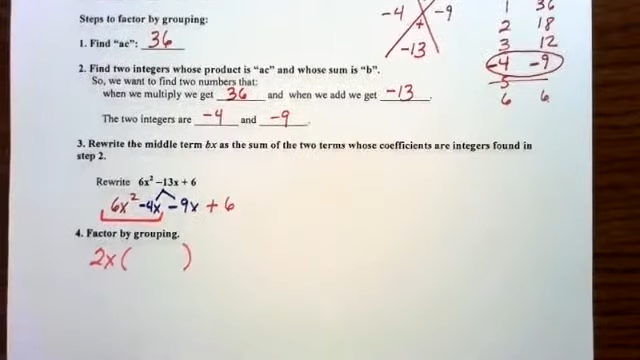 Steps to factor by grouping:
1. Find "ac": 36
2. Find two integers whose product is "ac" and whose sum is "b".
So, we want to find two numbers that:
when we multiply we get 36 and when we add we get -13.
The two integers are -4 and -9.
3. Rewrite the middle term bx as the sum of the two terms whose coefficients are integers found in
step 2.
Rewrite 6x² -13x + 6
6x² -4x - 9x + 6
4. Factor by grouping.
2x( )
-4 -9
+
-13
1 36
2 18
3 12
-4 -9
5
6 6